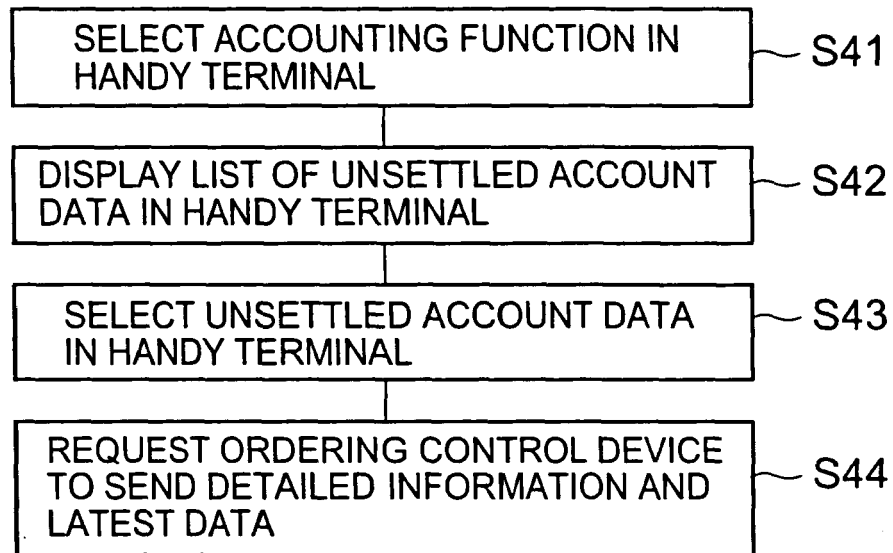 SELECT ACCOUNTING FUNCTION IN
HANDY TERMINAL
S41
DISPLAY LIST OF UNSETTLED ACCOUNT
DATA IN HANDY TERMINAL
S42
SELECT UNSETTLED ACCOUNT DATA
IN HANDY TERMINAL
S43
REQUEST ORDERING CONTROL DEVICE
TO SEND DETAILED INFORMATION AND
LATEST DATA
S44